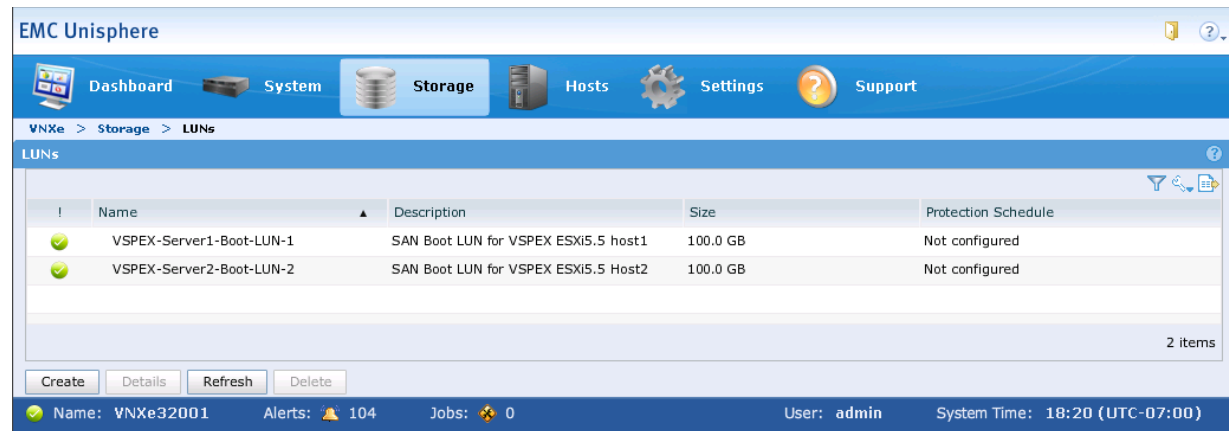 EMC Unisphere
Dashboard System Storage Hosts Settings Support
VNXe > Storage > LUNs
LUNs
! Name Description Size Protection Schedule
VSPEX-Server1-Boot-LUN-1 SAN Boot LUN for VSPEX ESXi5.5 host1 100.0 GB Not configured
VSPEX-Server2-Boot-LUN-2 SAN Boot LUN for VSPEX ESXi5.5 Host2 100.0 GB Not configured
2 items
Create Details Refresh Delete
Name: VNXe32001 Alerts: 104 Jobs: 0 User: admin System Time: 18:20 (UTC-07:00)